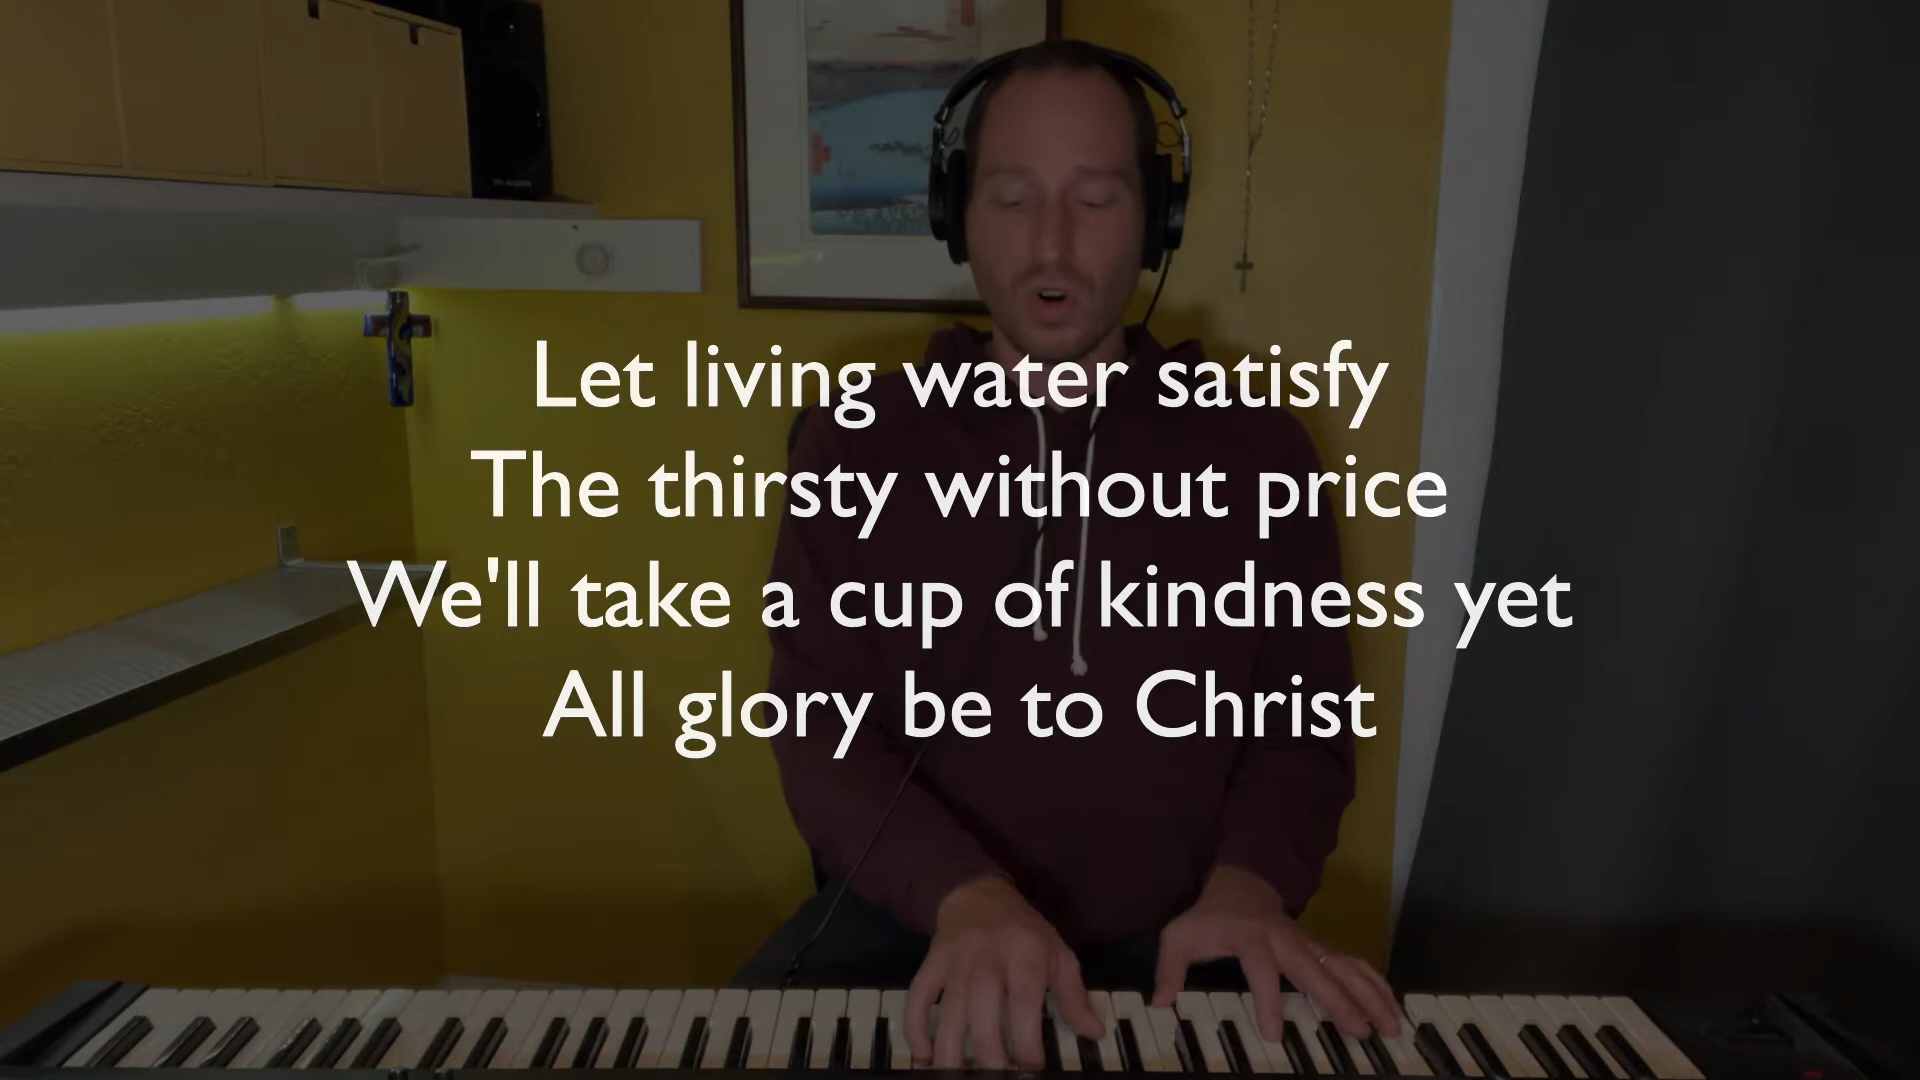 Let living water satisfy
The thirsty without price
We'll take a cup of kindness yet
All glory be to Christ